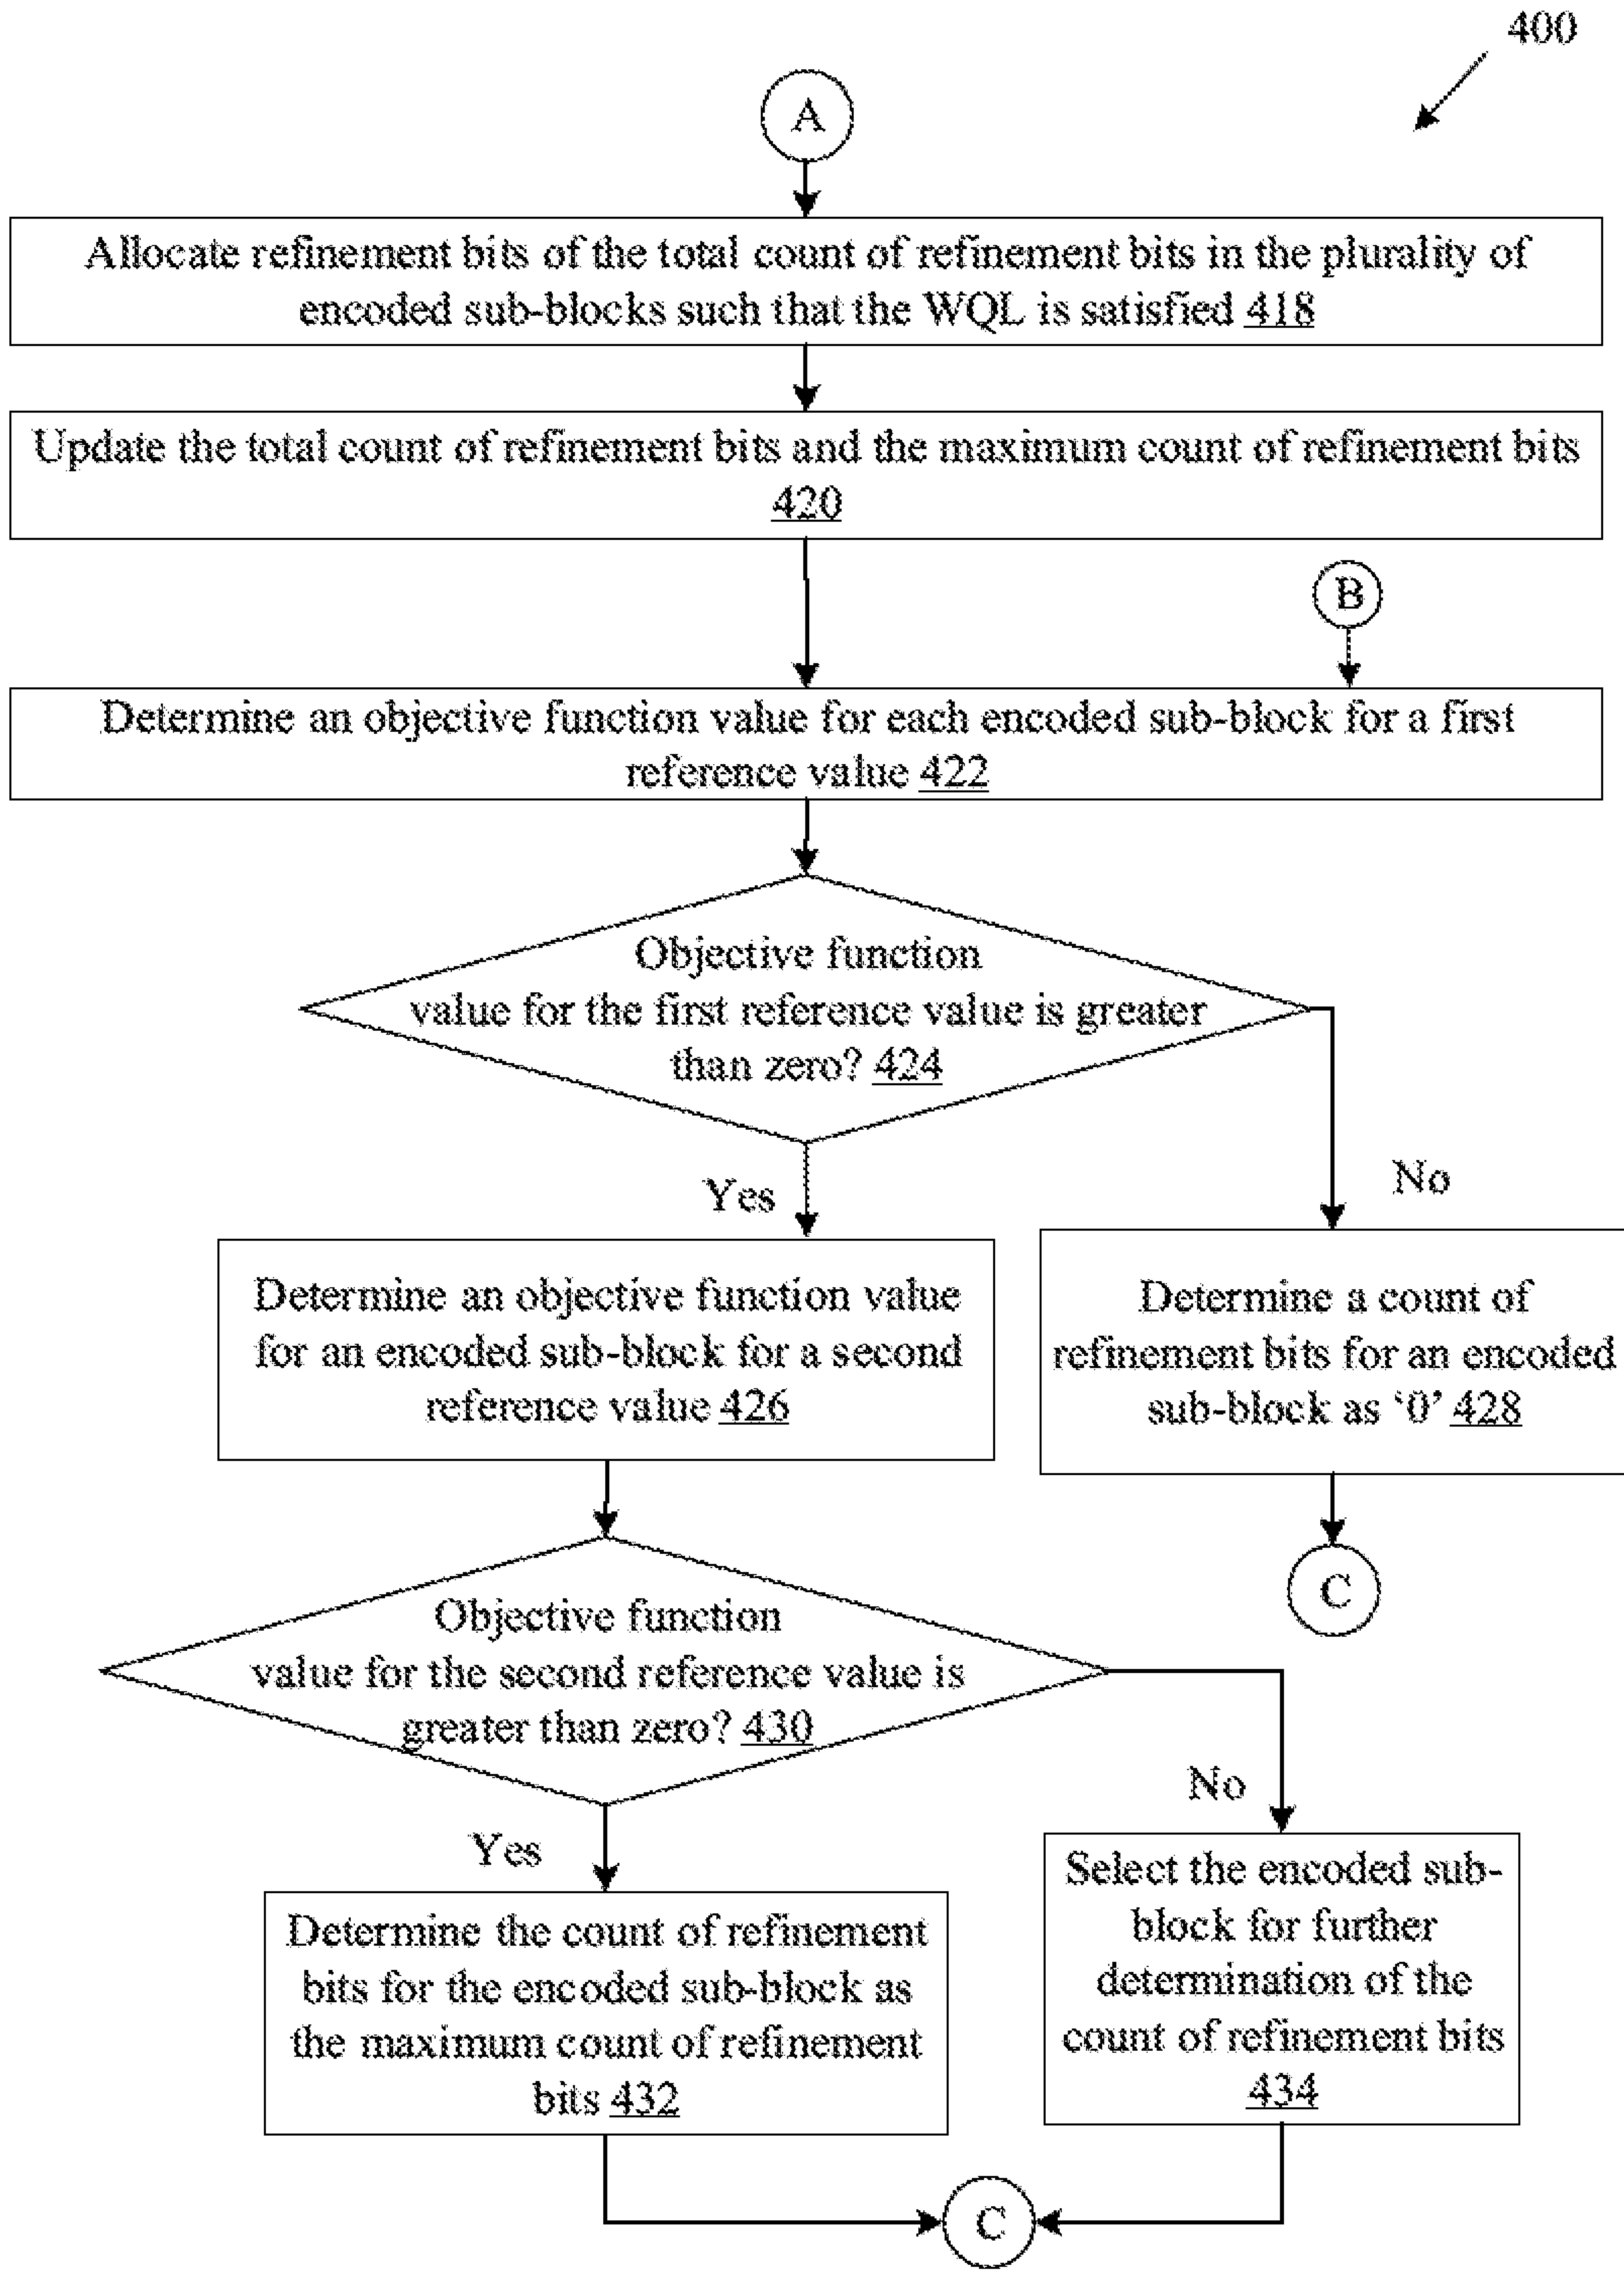 400
A
Allocate refinement bits of the total count of refinement bits in the plurality of
encoded sub-blocks such that the WQL is satisfied 418
Update the total count of refinement bits and the maximum count of refinement bits
420
B
Determine an objective function value for each encoded sub-block for a first
reference value 422
Objective function
value for the first reference value is greater
than zero? 424
Yes
No
Determine an objective function value
for an encoded sub-block for a second
reference value 426
Determine a count of
refinement bits for an encoded
sub-block as ‘0’ 428
C
Objective function
value for the second reference value is
greater than zero? 430
Yes
No
Determine the count of refinement
bits for the encoded sub-block as
the maximum count of refinement
bits 432
Select the encoded sub-
block for further
determination of the
count of refinement bits
434
C